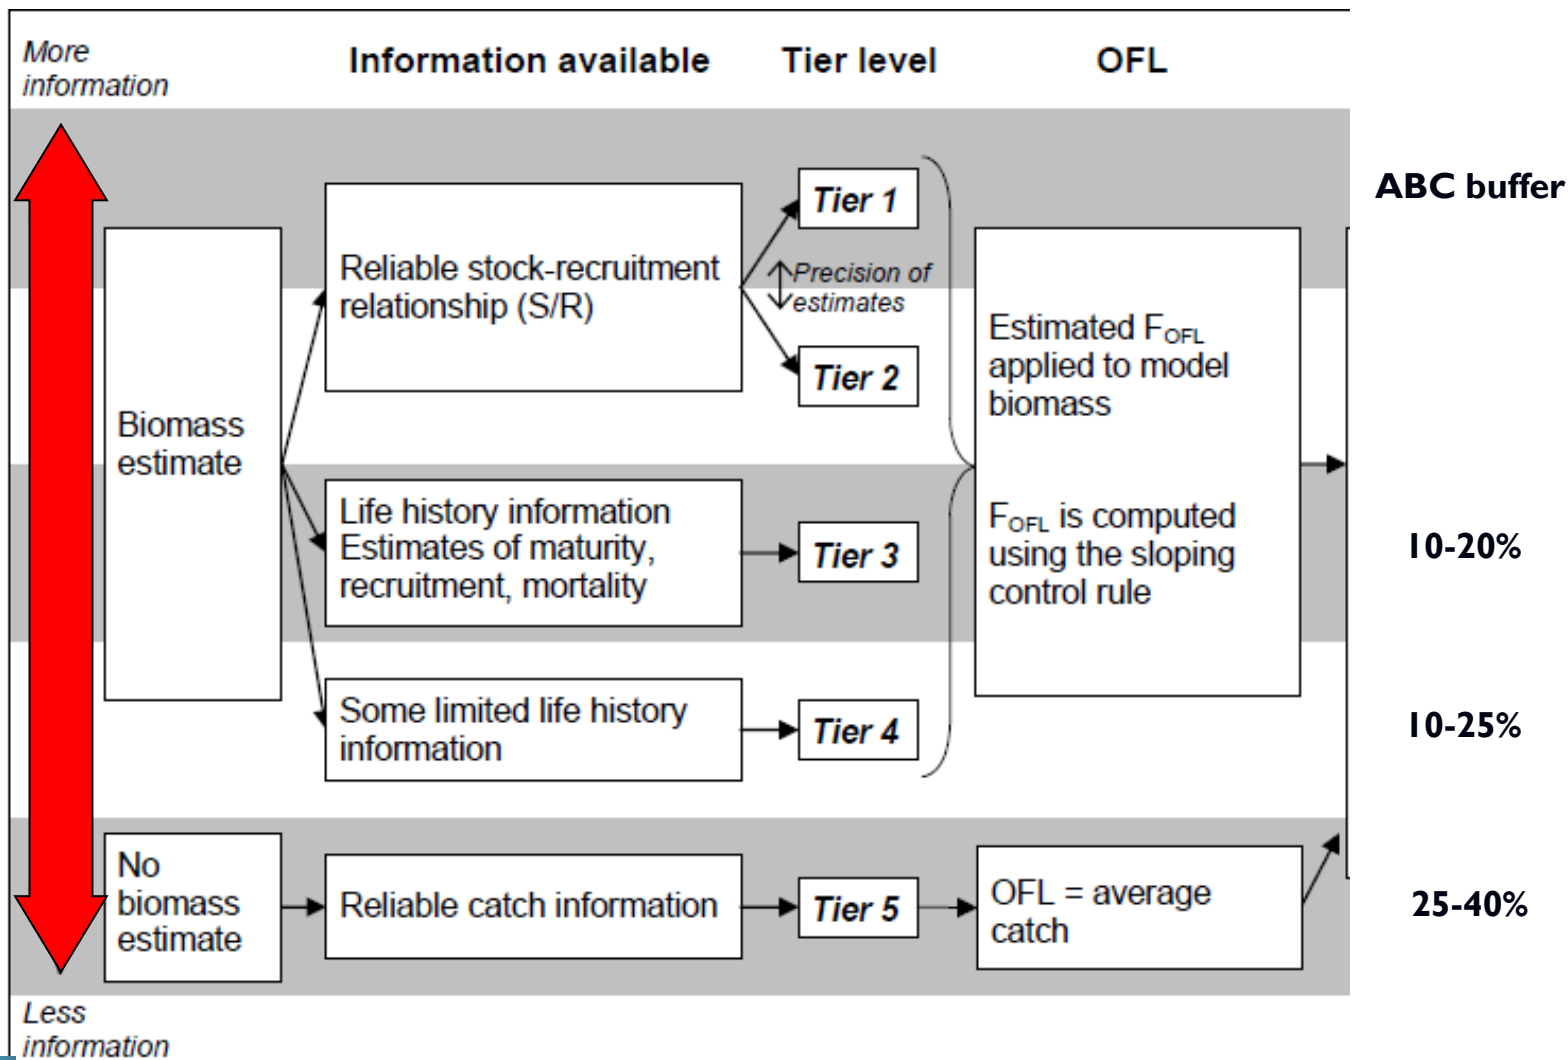 More
information
Information available
Tier level
OFL
ABC buffer
Biomass
estimate
Reliable stock-recruitment
relationship (S/R)
Tier 1
Precision of
estimates
Tier 2
Estimated FOFL
applied to model
biomass
FOFL is computed
using the sloping
control rule
Life history information
Estimates of maturity,
recruitment, mortality
Tier 3
10-20%
Some limited life history
information
Tier 4
10-25%
No
biomass
estimate
Reliable catch information
Tier 5
OFL = average
catch
25-40%
Less
information